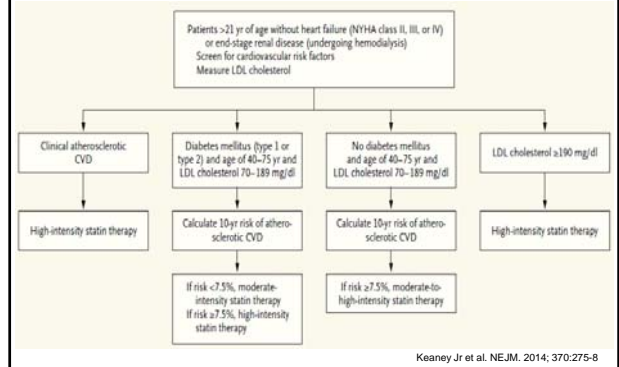 Patients >21 yr of age without heart failure (NYHA class II, III, or IV)
or end-stage renal disease (undergoing hemodialysis)
Screen for cardiovascular risk factors
Measure LDL cholesterol
Clinical atherosclerotic
CVD
High-intensity statin therapy
Diabetes mellitus (type 1 or
type 2) and age of 40–75 yr and
LDL cholesterol 70–189 mg/dl
Calculate 10-yr risk of athero-
sclerotic CVD
If risk <7.5%, moderate-
intensity statin therapy
If risk ≥7.5%, high-intensity
statin therapy
No diabetes mellitus
and age of 40–75 yr and
LDL cholesterol 70–189 mg/dl
Calculate 10-yr risk of athero-
sclerotic CVD
If risk ≥7.5%, moderate-to-
high-intensity statin therapy
LDL cholesterol ≥190 mg/dl
High-intensity statin therapy
Keaney Jr et al. NEJM. 2014; 370:275-8